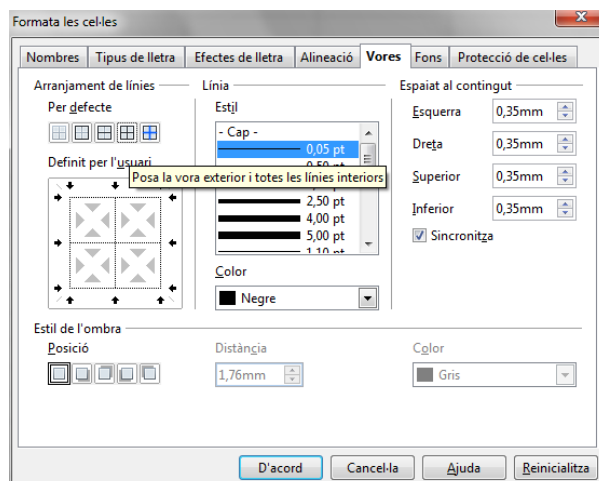 Formata les cel·les
Nombres Tipus de lletra Efectes de lletra Alineació Vores Fons Protecció de cel·les
Arranjament de línies
Per defecte
Definit per l'usuari
Línia
Estil
- Cap -
0,05 pt
Posa la vora exterior i totes les línies interiors
2,50 pt
4,00 pt
5,00 pt
1,10 pt
Color
Negre
Espaiat al contingut
Esquerra 0,35mm
Dreta 0,35mm
Superior 0,35mm
Inferior 0,35mm
Sincronitza
Estil de l'ombra
Posició
Distància
1,76mm
Color
Gris
D'acord Cancel·la Ajuda Reinicialitza